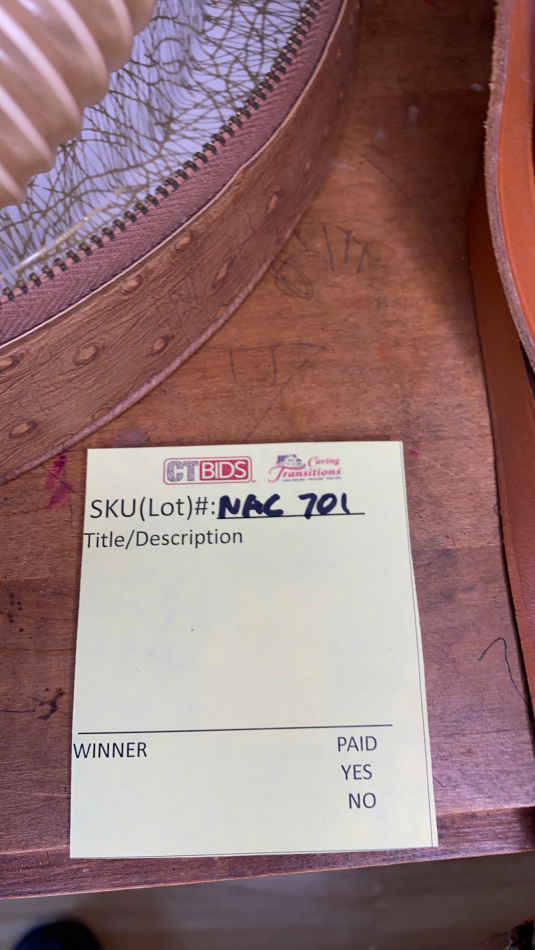 CTBIDS Caring Transitions
SKU(Lot)#: NAC 701
Title/Description
WINNER PAID
YES
NO